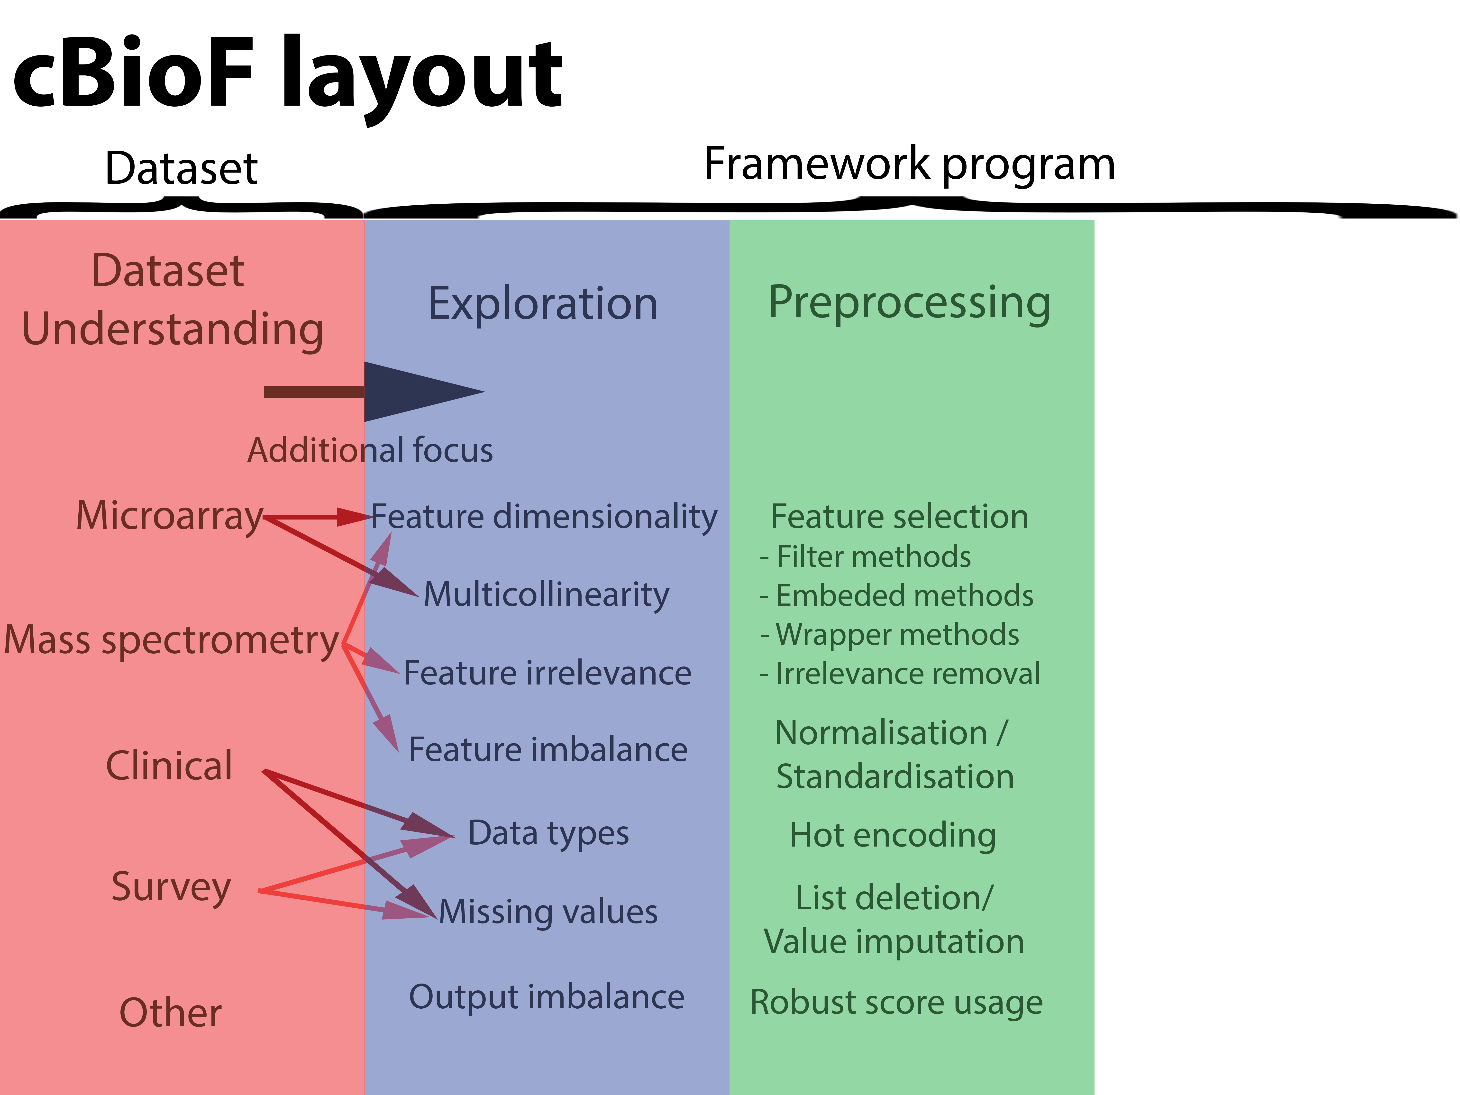 cBioF layout
Dataset
Framework program
Dataset
Understanding
Exploration
Preprocessing
Additional focus
Microarray
Mass spectrometry
Clinical
Survey
Other
Feature dimensionality
Multicollinearity
Feature irrelevance
Feature imbalance
Data types
Missing values
Output imbalance
Feature selection
- Filter methods
- Embeded methods
- Wrapper methods
- Irrelevance removal
Normalisation /
Standardisation
Hot encoding
List deletion/
Value imputation
Robust score usage